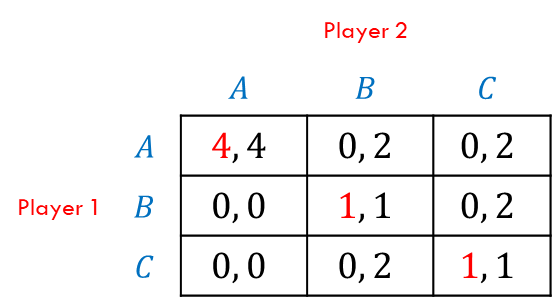 Player 2
A B C
A 4, 4 0, 2 0, 2
Player 1 B 0, 0 1, 1 0, 2
C 0, 0 0, 2 1, 1